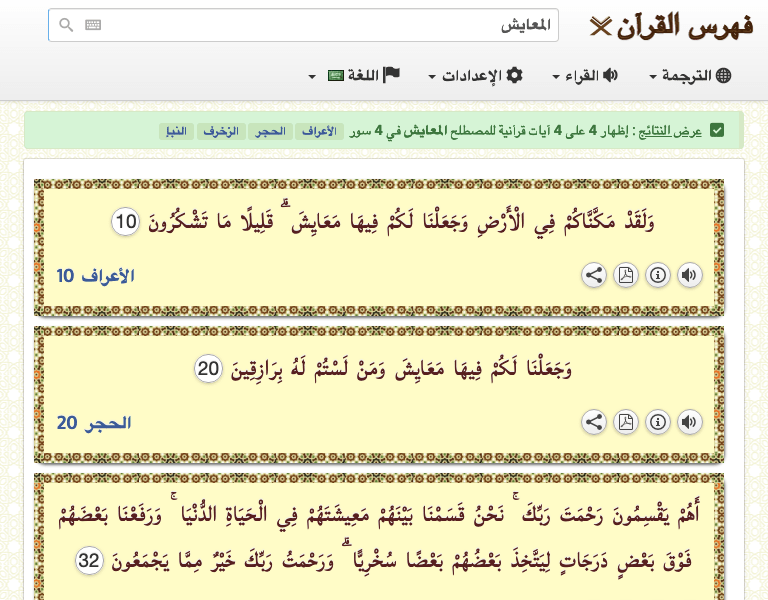 فهرس القرآن
المعايش
الترجمة القراء الإعدادات اللغة
عرض النتائج : إظهار 4 على 4 آيات قرآنية للمصطلح المعايش في 4 سور الأعراف الحجر الزخرف النبإ
وَلَقَدْ مَكَّنَّاكُمْ فِي الْأَرْضِ وَجَعَلْنَا لَكُمْ فِيهَا مَعَايِشَ ۗ قَلِيلًا مَا تَشْكُرُونَ 10
الأعراف 10
وَجَعَلْنَا لَكُمْ فِيهَا مَعَايِشَ وَمَنْ لَسْتُمْ لَهُ بِرَازِقِينَ 20
الحجر 20
أَهُمْ يَقْسِمُونَ رَحْمَتَ رَبِّكَ ۚ نَحْنُ قَسَمْنَا بَيْنَهُمْ مَعِيشَتَهُمْ فِي الْحَيَاةِ الدُّنْيَا ۚ وَرَفَعْنَا بَعْضَهُمْ
فَوْقَ بَعْضٍ دَرَجَاتٍ لِيَتَّخِذَ بَعْضُهُمْ بَعْضًا سُخْرِيًّا ۗ وَرَحْمَتُ رَبِّكَ خَيْرٌ مِمَّا يَجْمَعُونَ 32